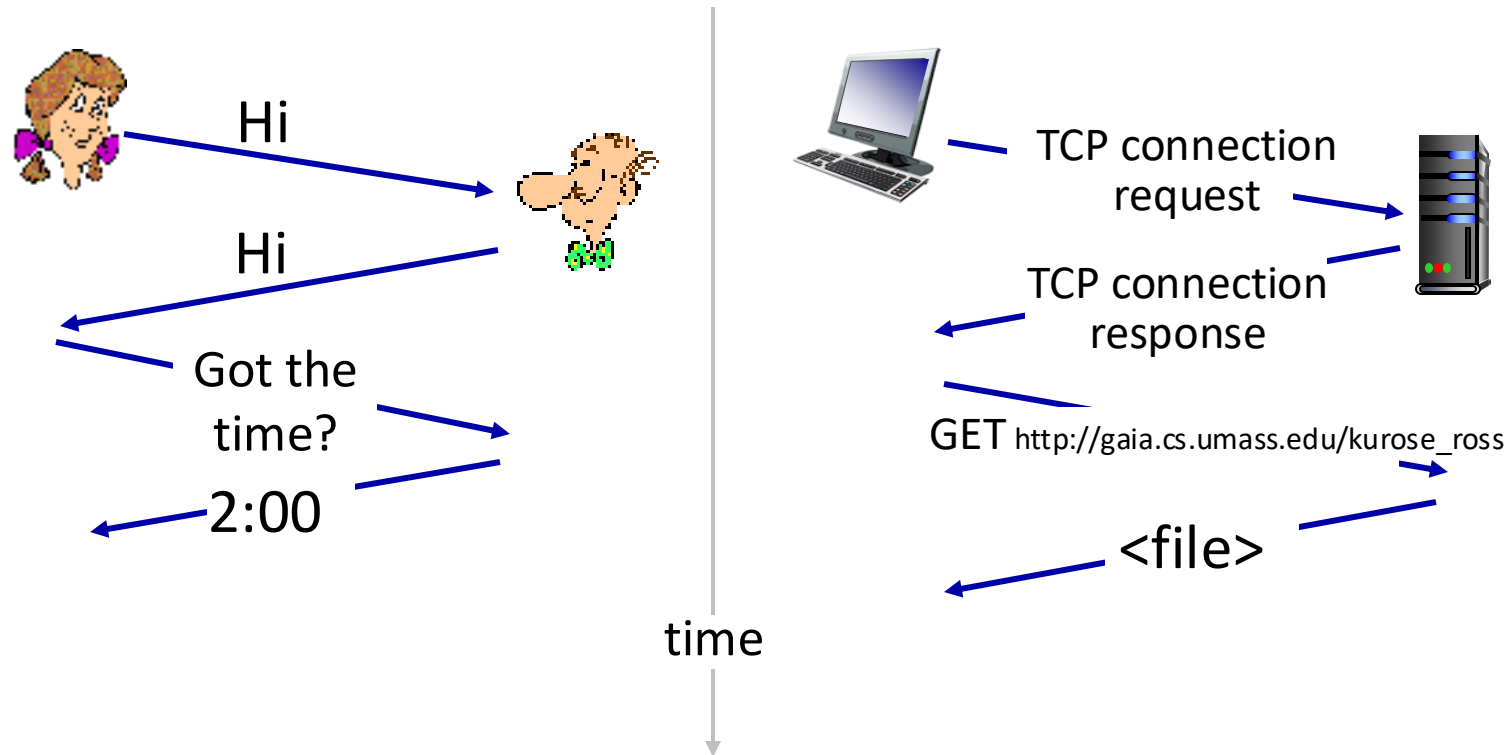 Hi
Hi
Got the
time?
2:00
TCP connection
request
TCP connection
response
GET http://gaia.cs.umass.edu/kurose_ross
<file>
time